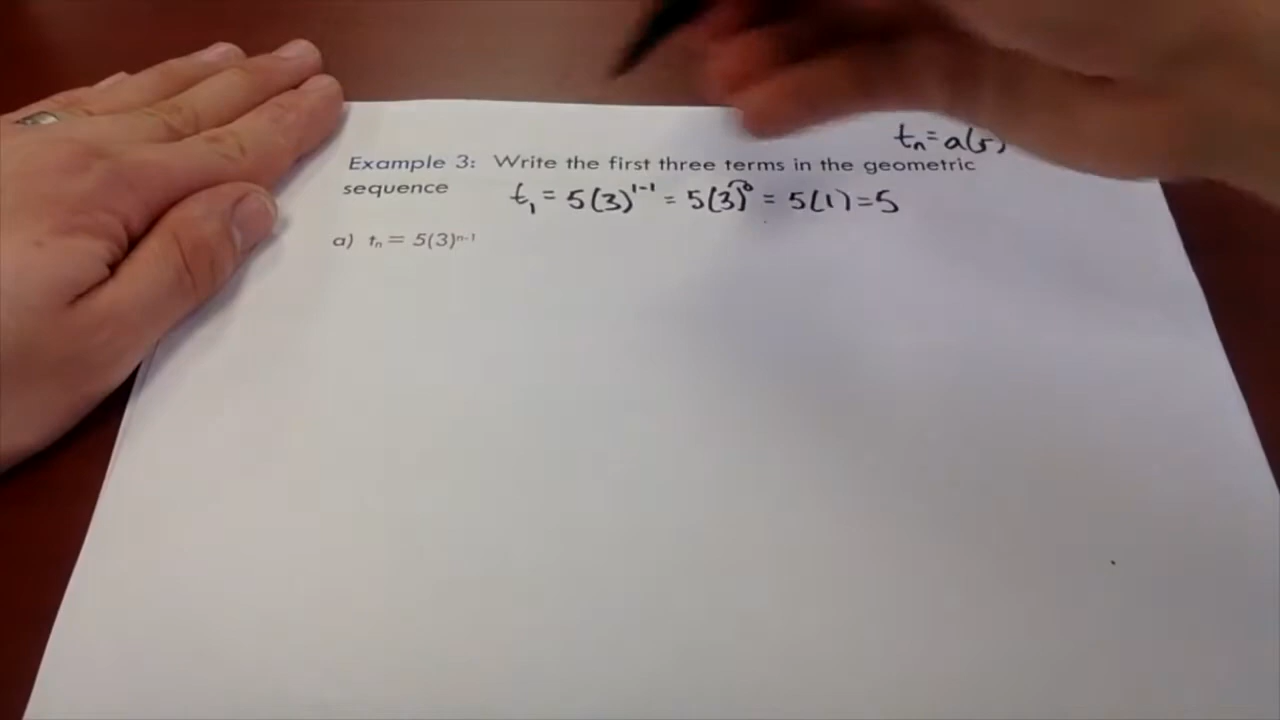 tₙ = a(r)
Example 3: Write the first three terms in the geometric
sequence
t₁ = 5(3)¹⁻¹ = 5(3)⁰ = 5(1) = 5
a) tₙ = 5(3)ⁿ⁻¹